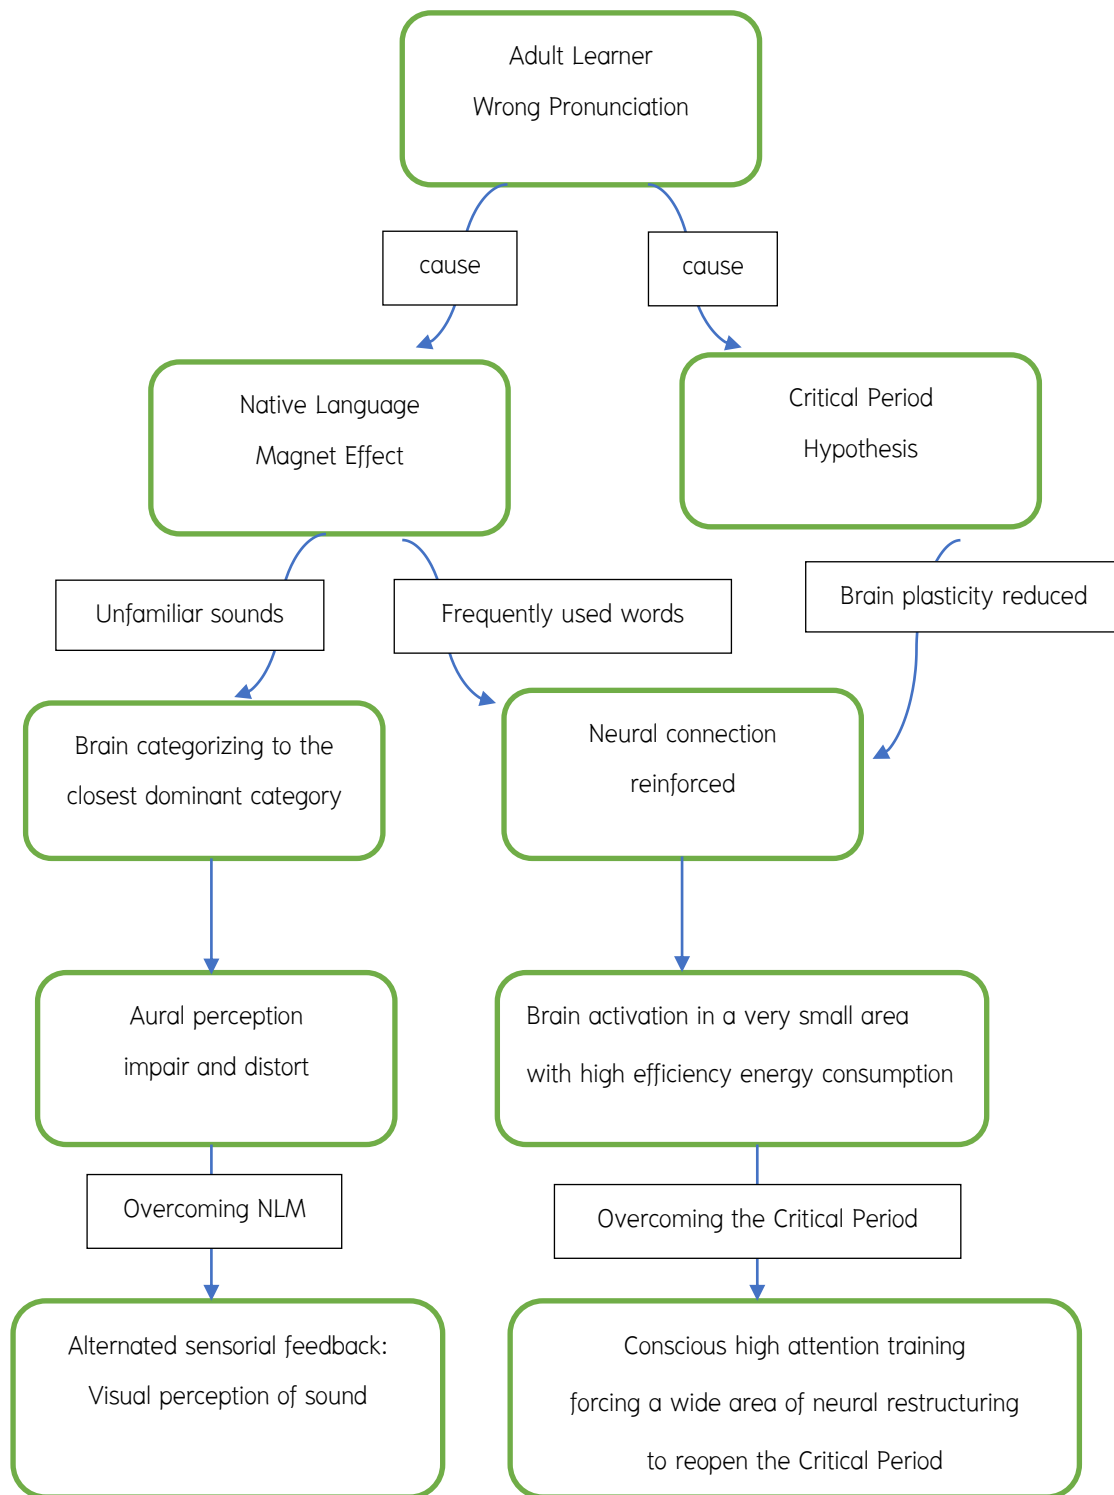 Adult Learner
Wrong Pronunciation
cause
cause
Native Language
Magnet Effect
Critical Period
Hypothesis
Unfamiliar sounds
Frequently used words
Brain plasticity reduced
Brain categorizing to the
closest dominant category
Neural connection
reinforced
Aural perception
impair and distort
Brain activation in a very small area
with high efficiency energy consumption
Overcoming NLM
Overcoming the Critical Period
Alternated sensorial feedback:
Visual perception of sound
Conscious high attention training
forcing a wide area of neural restructuring
to reopen the Critical Period